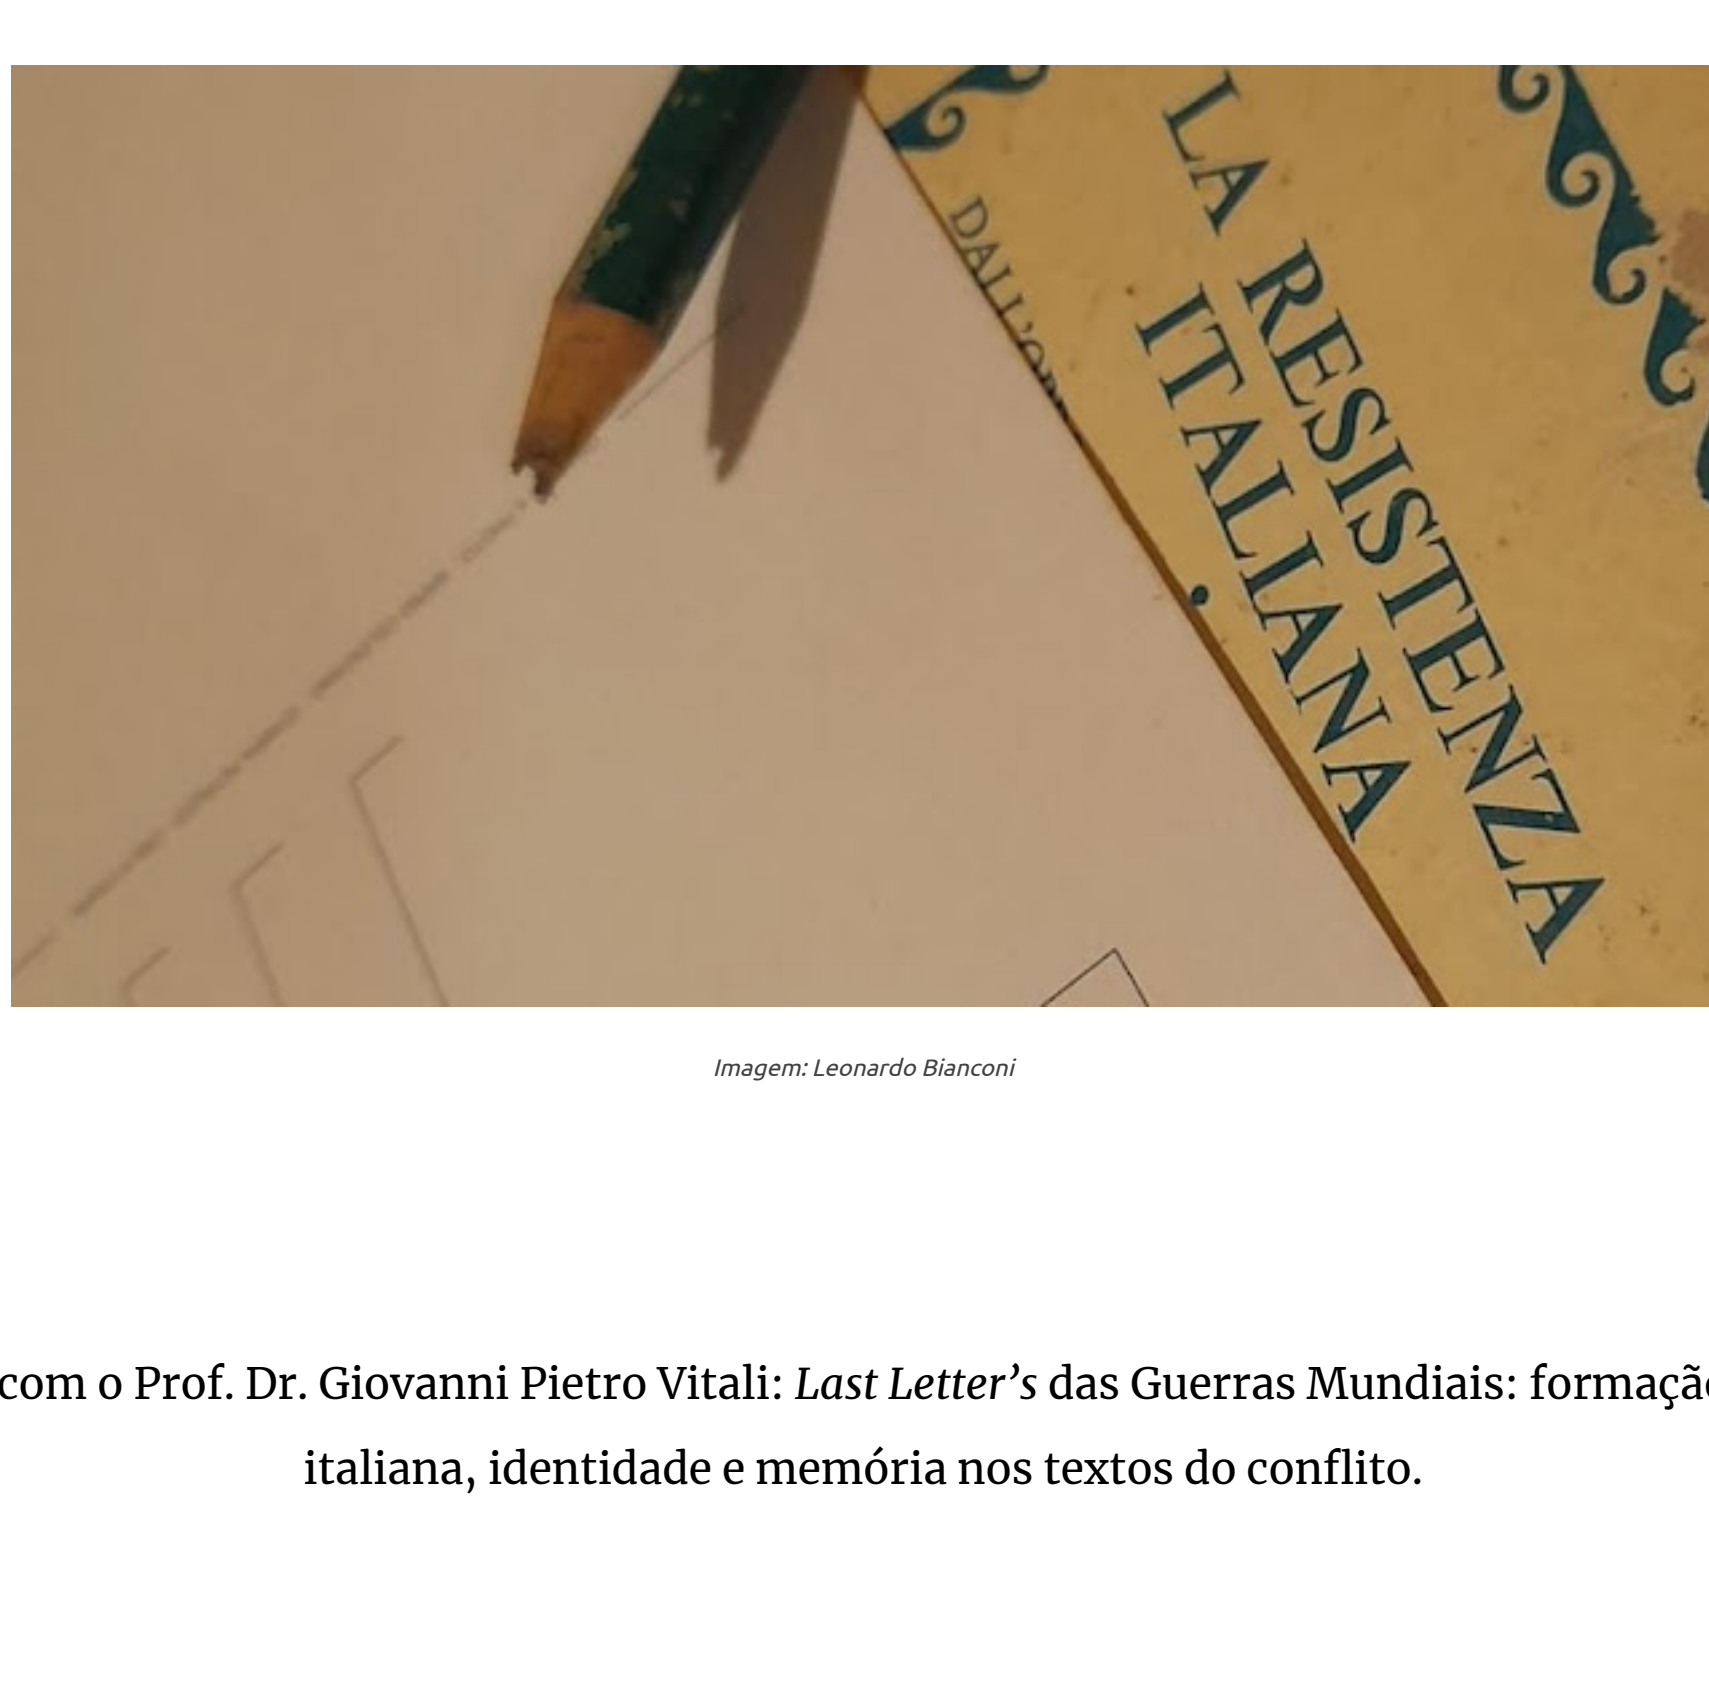 LA RESISTENZA
ITALIANA
Imagem: Leonardo Bianconi
com o Prof. Dr. Giovanni Pietro Vitali: Last Letter’s das Guerras Mundiais:
italiana, identidade e memória nos textos do conflito.